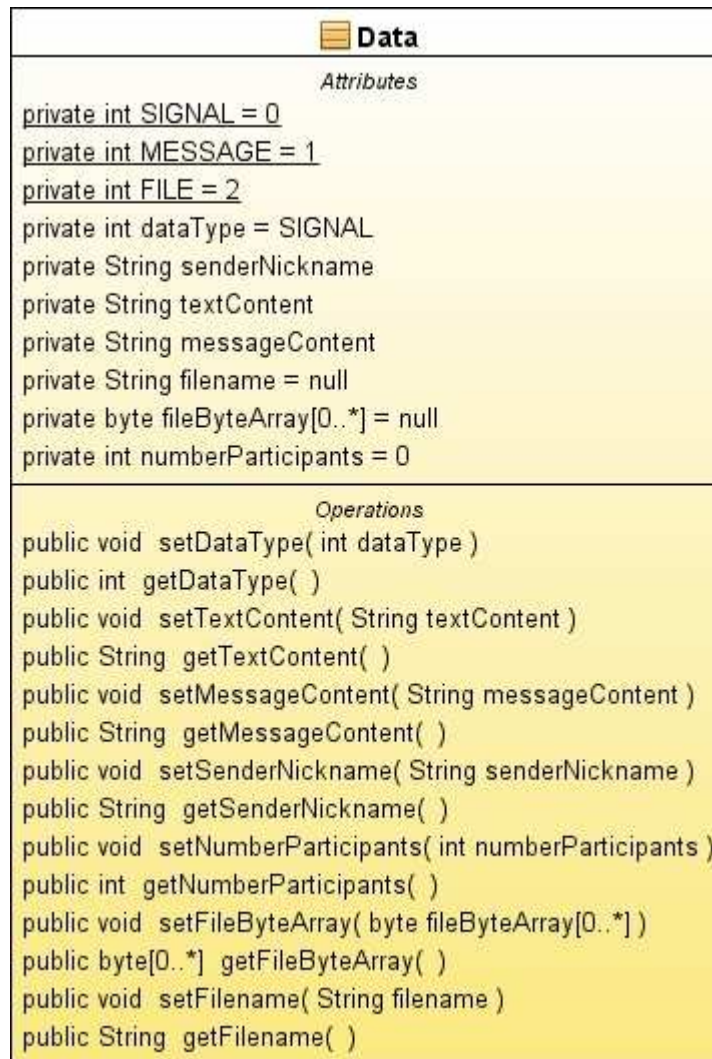 Data
Attributes
private int SIGNAL = 0
private int MESSAGE = 1
private int FILE = 2
private int dataType = SIGNAL
private String senderNickname
private String textContent
private String messageContent
private String filename = null
private byte fileByteArray[0..*] = null
private int numberParticipants = 0
Operations
public void setDataType( int dataType )
public int getDataType( )
public void setTextContent( String textContent )
public String getTextContent( )
public void setMessageContent( String messageContent )
public String getMessageContent( )
public void setSenderNickname( String senderNickname )
public String getSenderNickname( )
public void setNumberParticipants( int numberParticipants )
public int getNumberParticipants( )
public void setFileByteArray( byte fileByteArray[0..*] )
public byte[0..*] getFileByteArray( )
public void setFilename( String filename )
public String getFilename( )